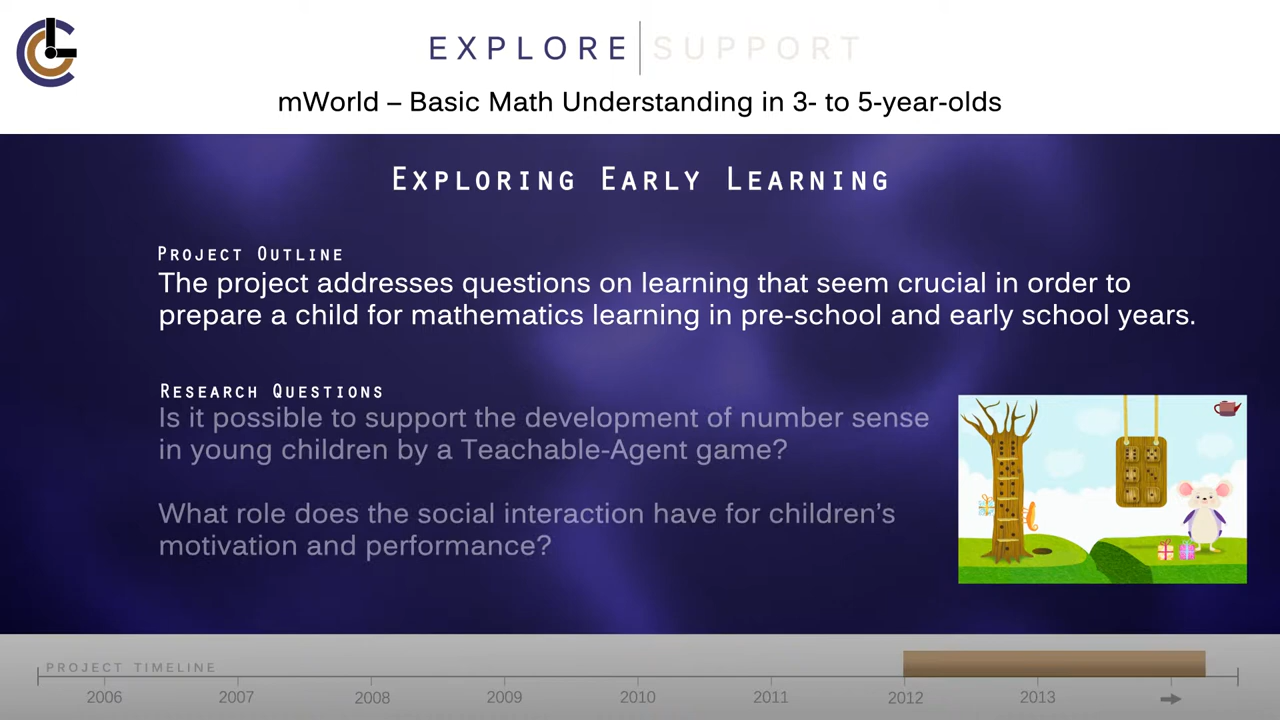 EXPLORE SUPPORT
mWorld – Basic Math Understanding in 3- to 5-year-olds
EXPLORING EARLY LEARNING
PROJECT OUTLINE
The project addresses questions on learning that seem crucial in order to
prepare a child for mathematics learning in pre-school and early school years.
RESEARCH QUESTIONS
Is it possible to support the development of number sense
in young children by a Teachable-Agent game?
What role does the social interaction have for children's
motivation and performance?
PROJECT TIMELINE
2006 2007 2008 2009 2010 2011 2012 2013